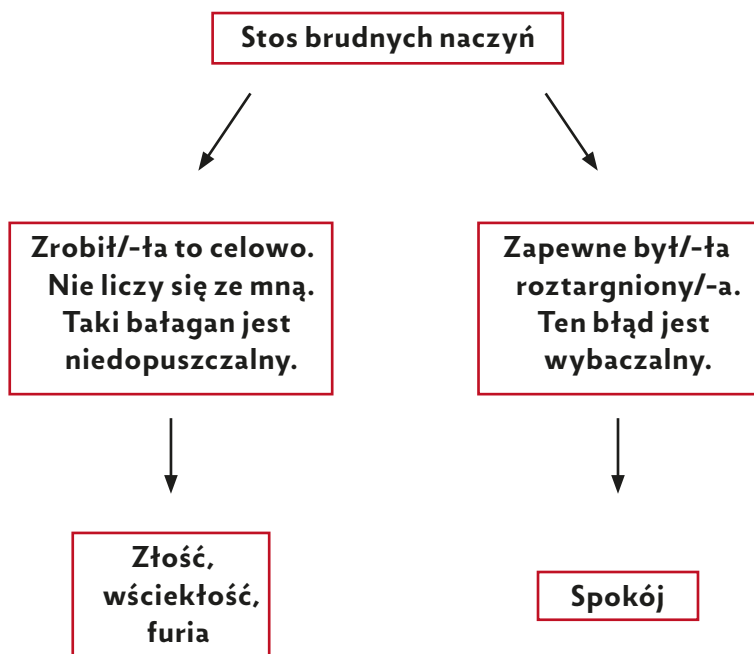 Stos brudnych naczyń
Zrobił/-ła to celowo.
Nie liczy się ze mną.
Taki bałagan jest
niedopuszczalny.
Zapewne był/-ła
roztargniony/-a.
Ten błąd jest
wybaczalny.
Złość,
wściekłość,
furia
Spokój